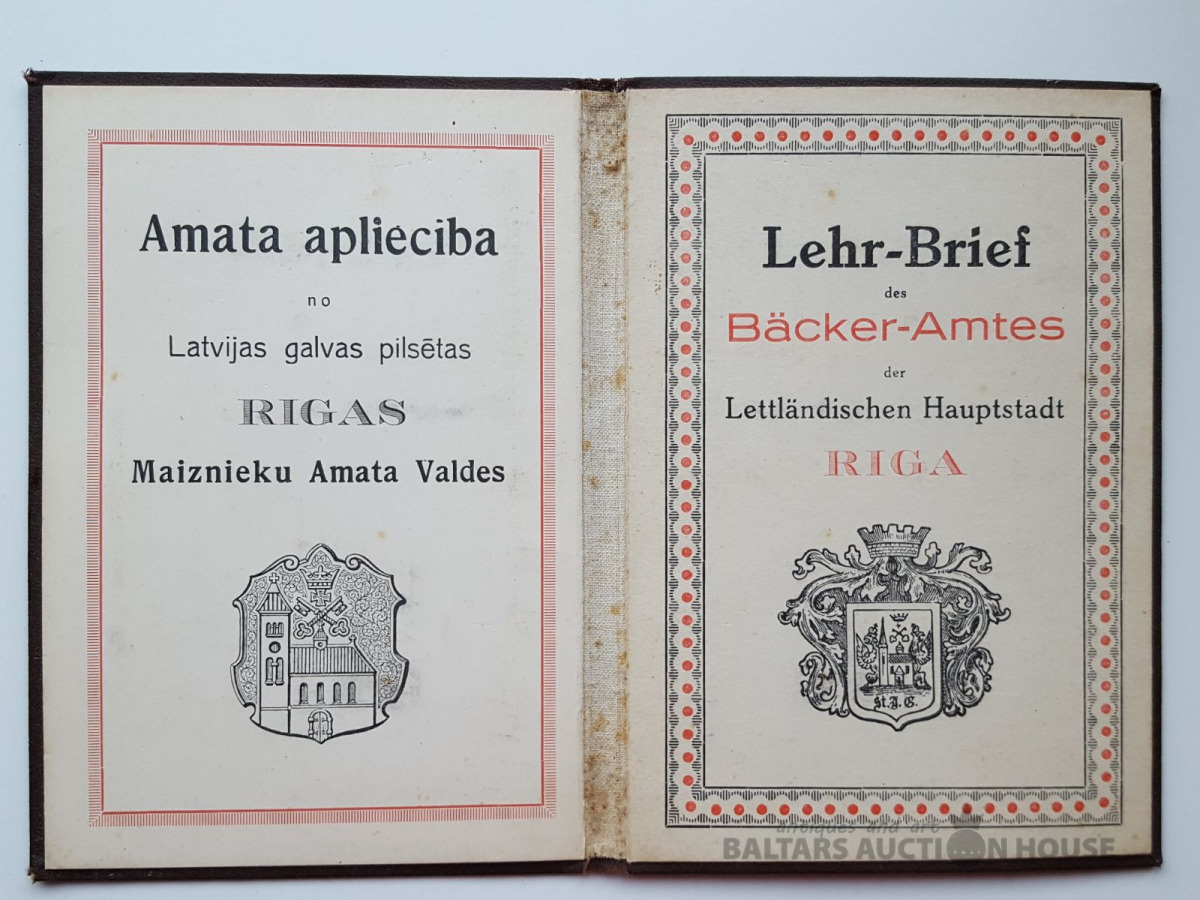 Amata apliecība
no
Latvijas galvas pilsētas
RIGAS
Maiznieku Amata Valdes
Lehr-Brief
des
Bäcker-Amtes
der
Lettländischen Hauptstadt
RIGA
St. J. G.
antiques and art
BALTARS AUCTION HOUSE